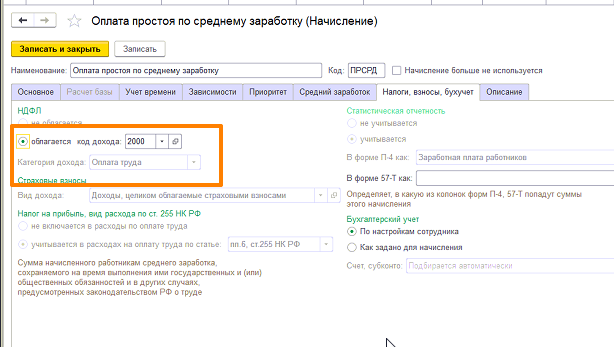 Оплата простоя по среднему заработку (Начисление)
Записать и закрыть
Записать
Наименование: Оплата простоя по среднему заработку Код: ПРСРД Начисление больше не используется
Основное Расчет базы Учет времени Зависимости Приоритет Средний заработок Налоги, взносы, бухучет Описание
НДФЛ
не облагается
облагается код дохода: 2000
Категория дохода: Оплата труда
Страховые взносы
Вид дохода: Доходы, целиком облагаемые страховыми взносами
Налог на прибыль, вид расхода по ст. 255 НК РФ
не включается в расходы по оплате труда
учитывается в расходах на оплату труда по статье: пп.6, ст.255 НК РФ
Сумма начисленного работникам среднего заработка,
сохраняемого на время выполнения ими государственных и (или)
общественных обязанностей и в других случаях,
предусмотренных законодательством РФ о труде
Статистическая отчетность
не учитывается
учитывается
В форме П-4 как: Заработная плата работников
В форме 57-Т как:
Определяет, в какую из колонок форм П-4, 57-Т попадут суммы
этого начисления
Бухгалтерский учет
По настройкам сотрудника
Как задано для начисления
Счет, субконто: Подбирается автоматически